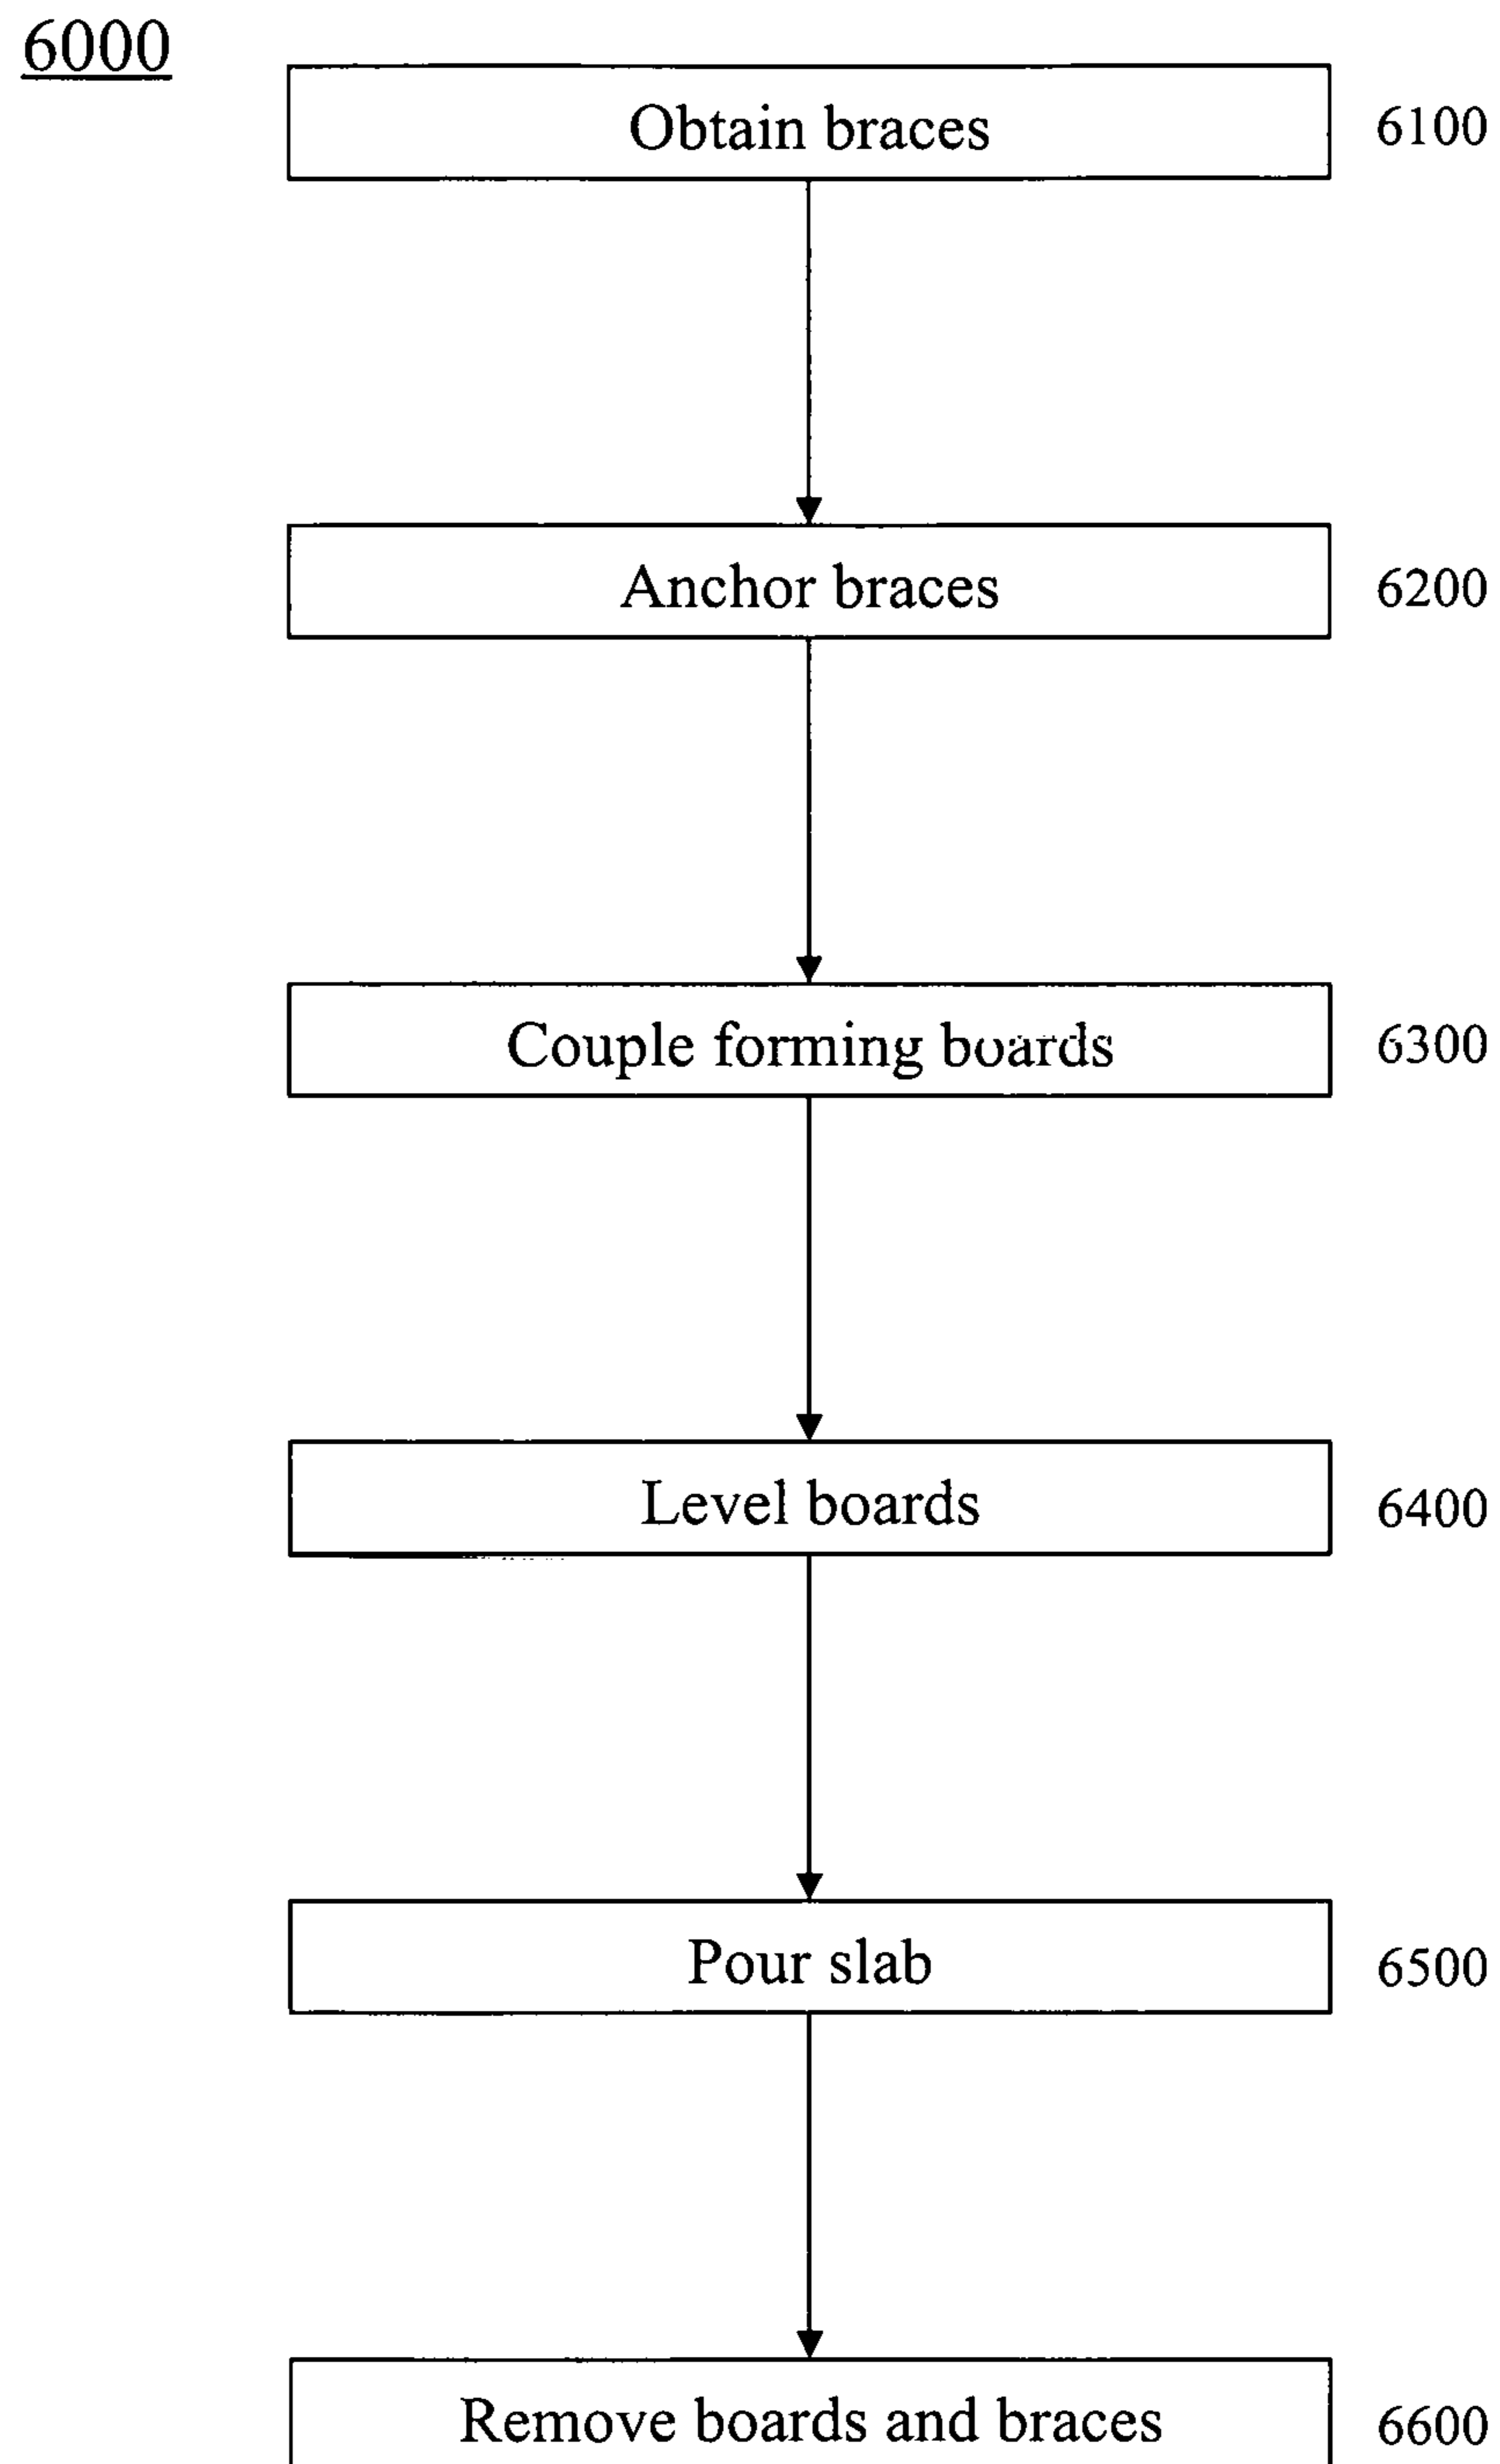 6000
Obtain braces 6100
Anchor braces 6200
Couple forming boards 6300
Level boards 6400
Pour slab 6500
Remove boards and braces 6600